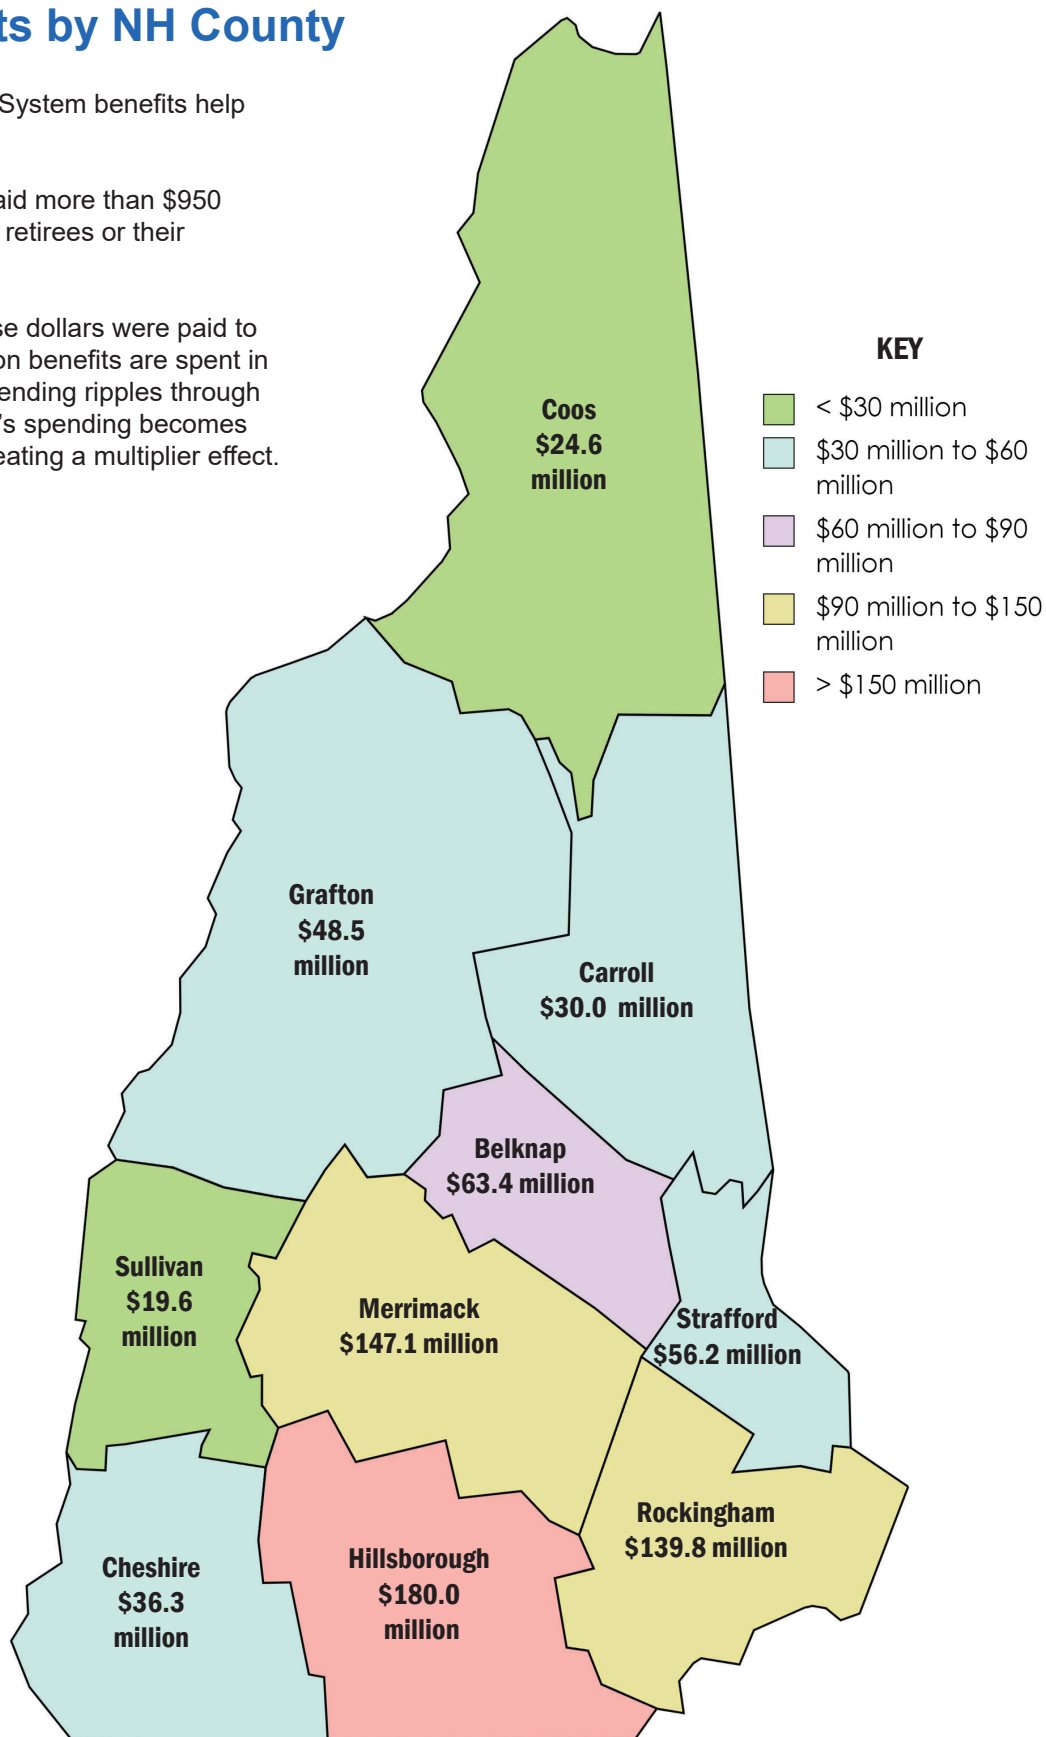 ts by NH County
System benefits help
aid more than $950
retirees or their
se dollars were paid to
on benefits are spent in
ending ripples through
's spending becomes
eating a multiplier effect.
KEY
< $30 million
$30 million to $60
million
$60 million to $90
million
$90 million to $150
million
> $150 million
Coos
$24.6
million
Grafton
$48.5
million
Carroll
$30.0 million
Belknap
$63.4 million
Sullivan
$19.6
million
Merrimack
$147.1 million
Strafford
$56.2 million
Rockingham
$139.8 million
Cheshire
$36.3
million
Hillsborough
$180.0
million